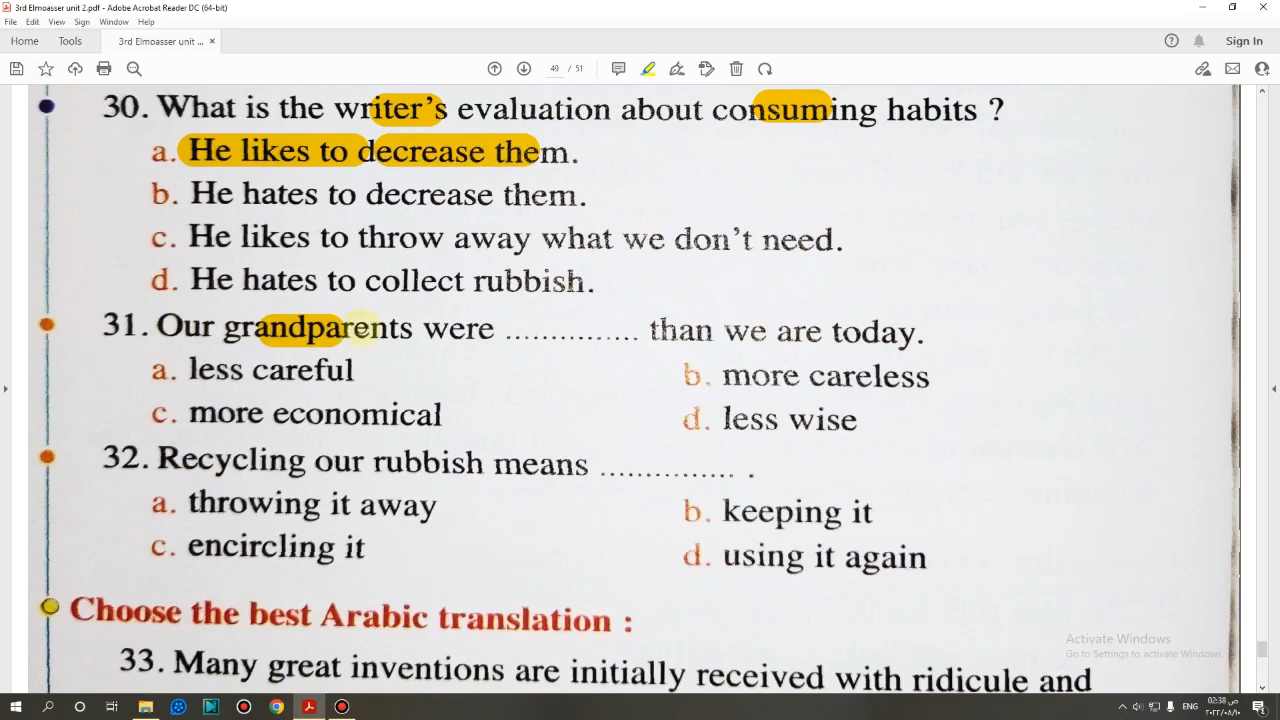 3rd Elmoasser unit 2.pdf - Adobe Acrobat Reader DC (64-bit)
File Edit View Sign Window Help
Home Tools 3rd Elmoasser unit ... × Sign In
49 / 51
30. What is the writer's evaluation about consuming habits ?
a. He likes to decrease them.
b. He hates to decrease them.
c. He likes to throw away what we don't need.
d. He hates to collect rubbish.
31. Our grandparents were .............. than we are today.
a. less careful b. more careless
c. more economical d. less wise
32. Recycling our rubbish means .............. .
a. throwing it away b. keeping it
c. encircling it d. using it again
Choose the best Arabic translation :
33. Many great inventions are initially received with ridicule and
Activate Windows
Go to Settings to activate Windows.
ENG 02:38 ص